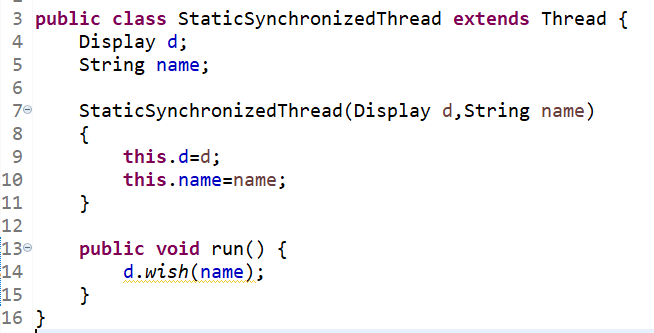 3 public class StaticSynchronizedThread extends Thread {
4     Display d;
5     String name;
6
7     StaticSynchronizedThread(Display d,String name)
8     {
9         this.d=d;
10         this.name=name;
11     }
12
13     public void run() {
14         d.wish(name);
15     }
16 }